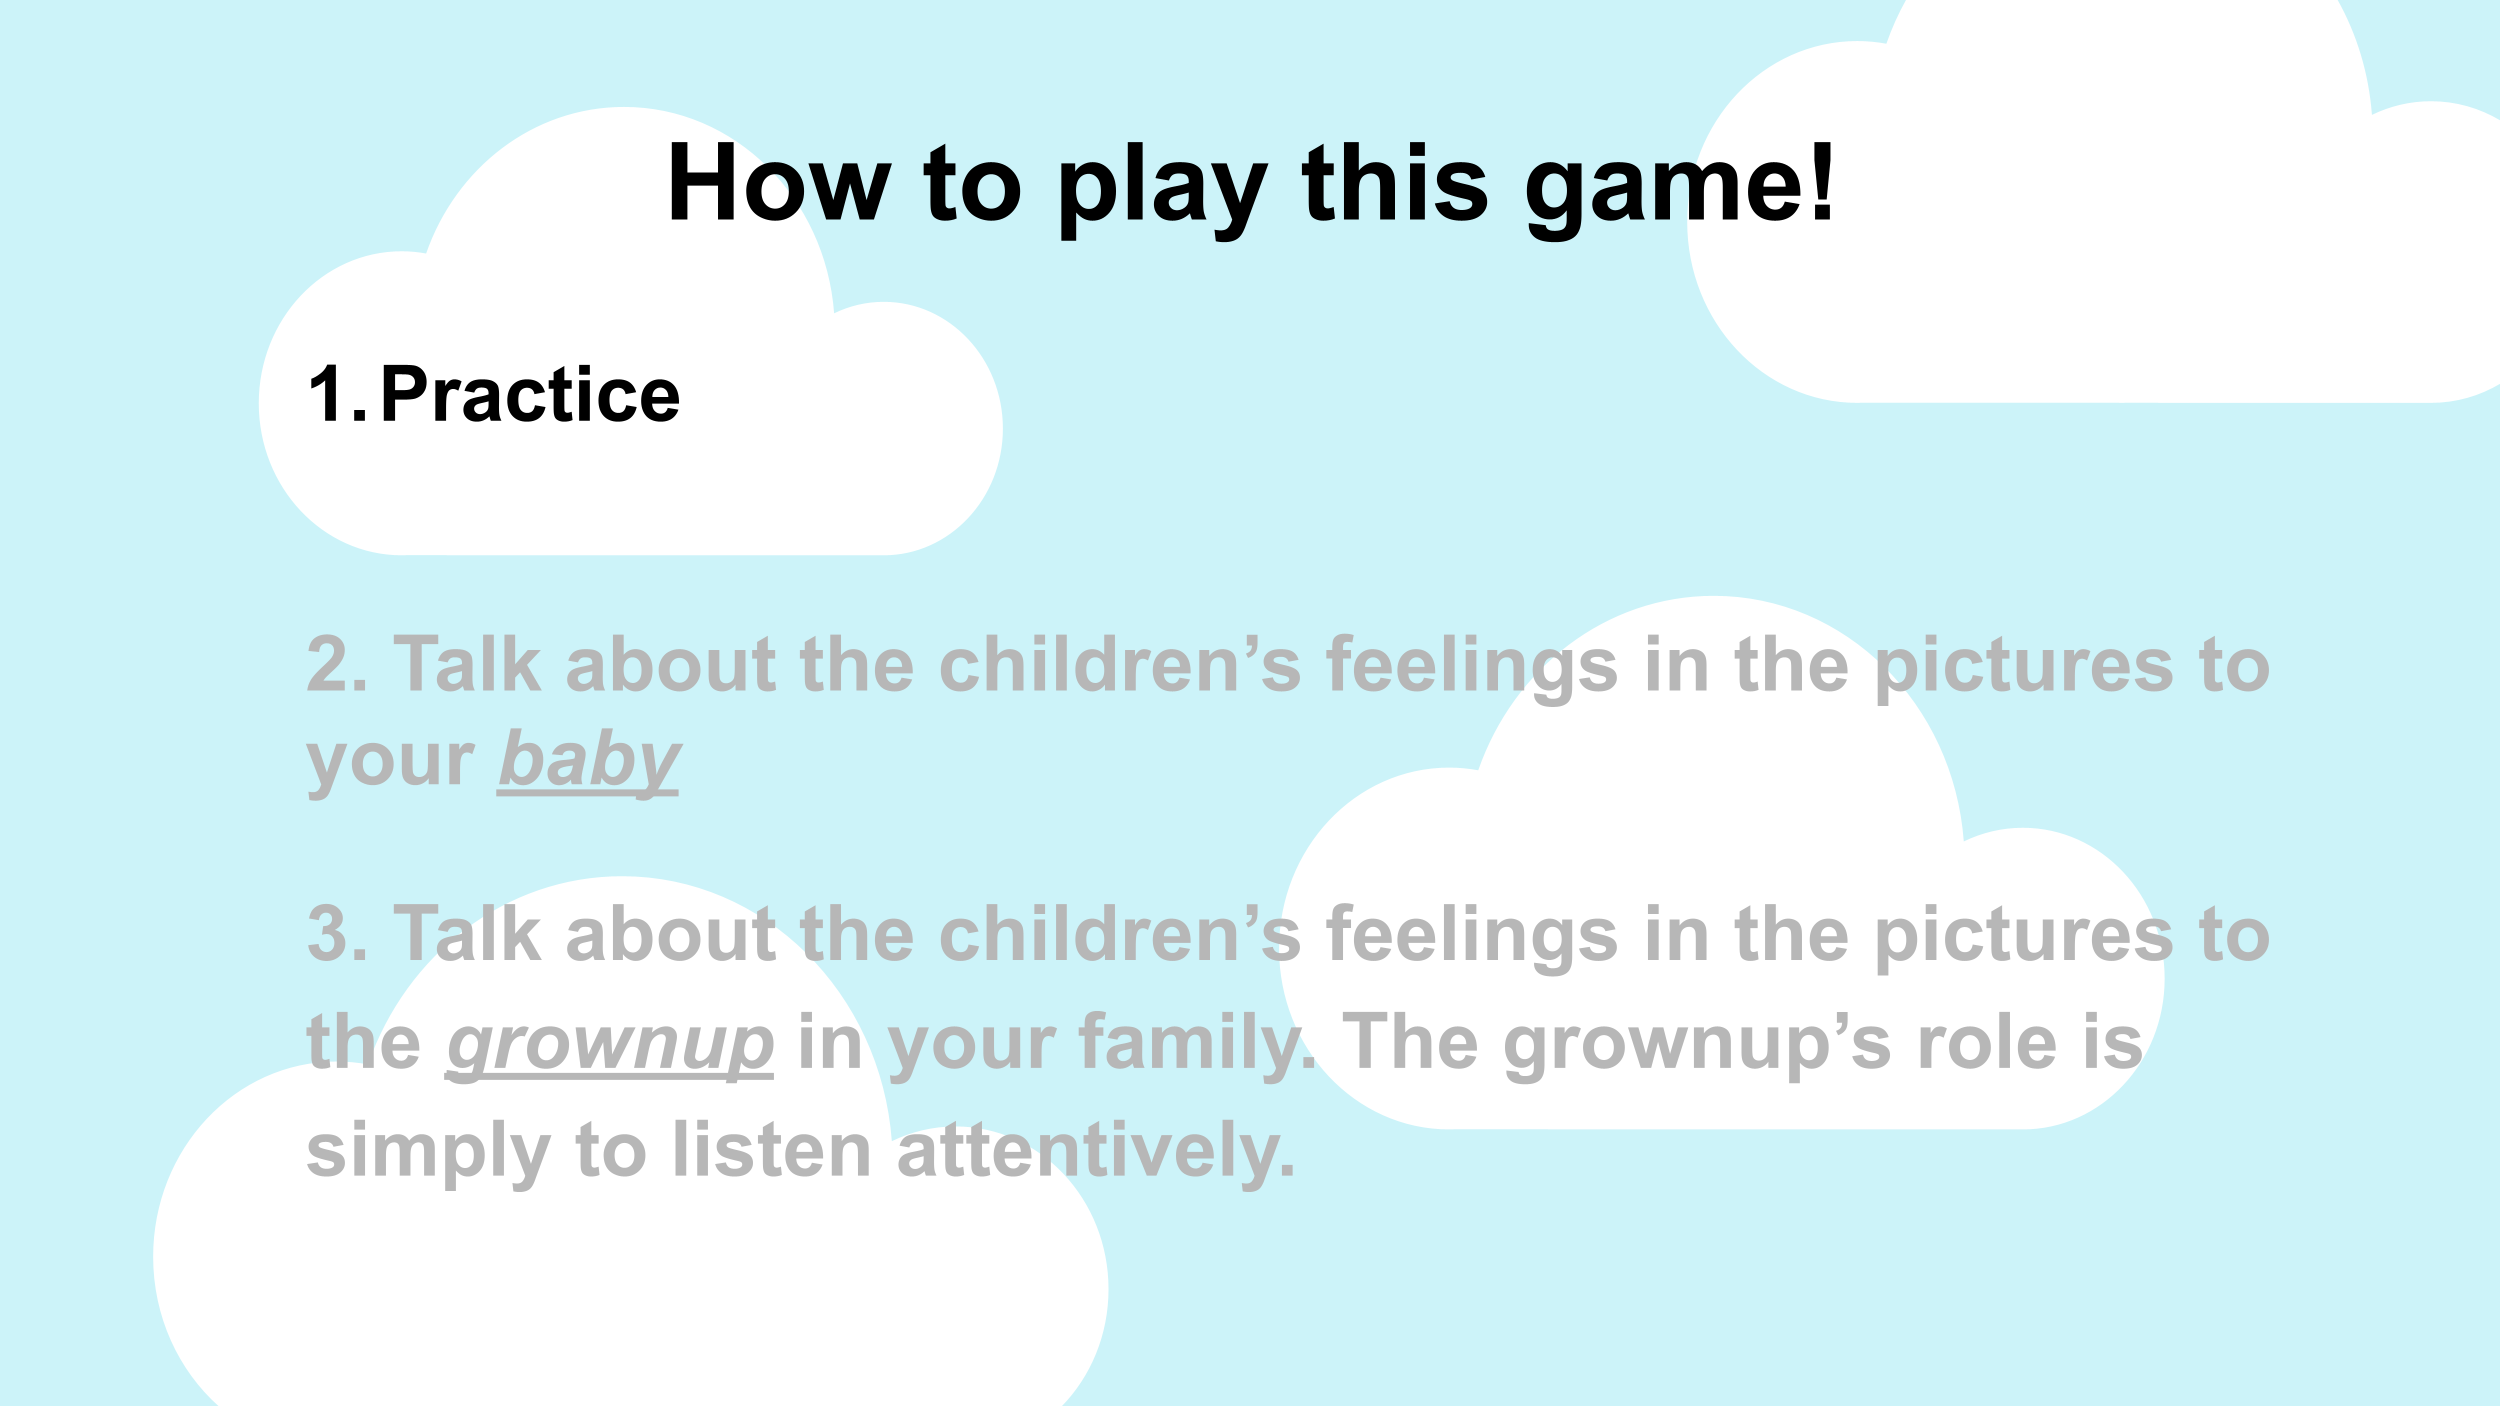 How to play this game!
1. Practice
2. Talk about the children’s feelings in the pictures to
your baby
3. Talk about the children’s feelings in the pictures to
the grownup in your family. The grownup’s role is
simply to listen attentively.